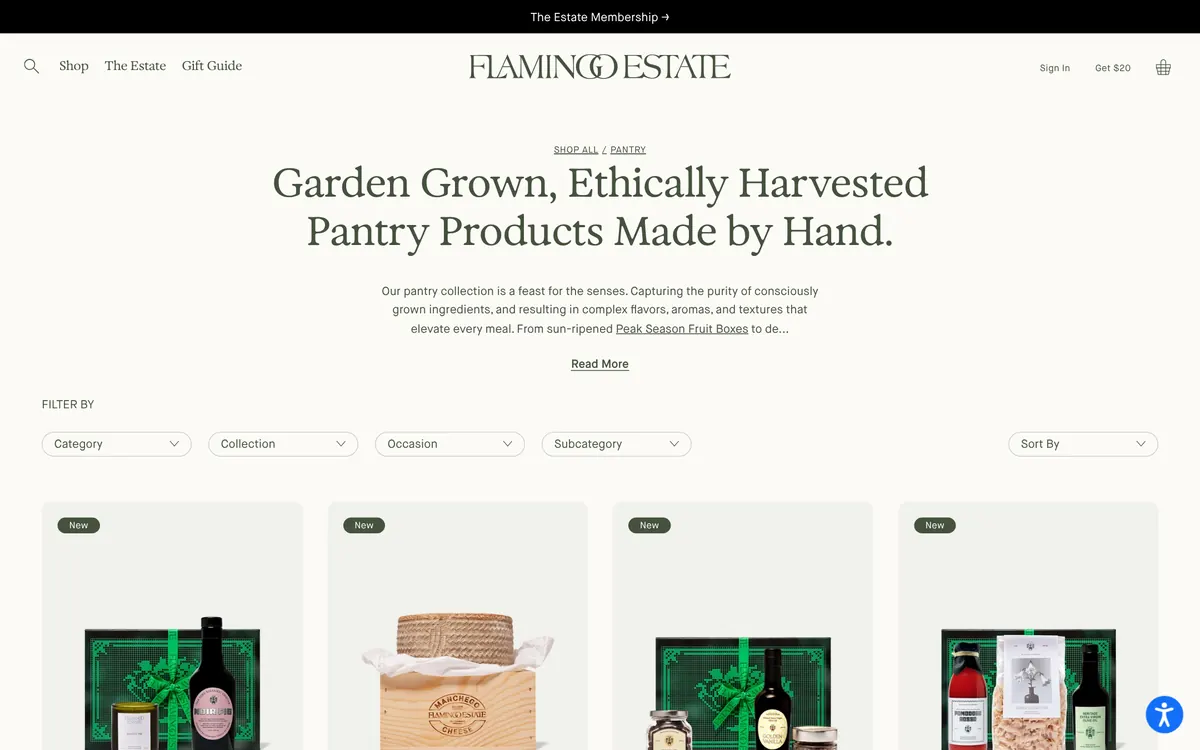 The Estate Membership →
Shop
The Estate
Gift Guide
FLAMINGO ESTATE
Sign In
Get $20
SHOP ALL / PANTRY
Garden Grown, Ethically Harvested
Pantry Products Made by Hand.
Our pantry collection is a feast for the senses. Capturing the purity of consciously
grown ingredients, and resulting in complex flavors, aromas, and textures that
elevate every meal. From sun-ripened Peak Season Fruit Boxes to de...
Read More
FILTER BY
Category
Collection
Occasion
Subcategory
Sort By
New
New
New
New
MANCHEGO
FLAMINGO ESTATE
CHEESE
GOLDEN
VANILLA